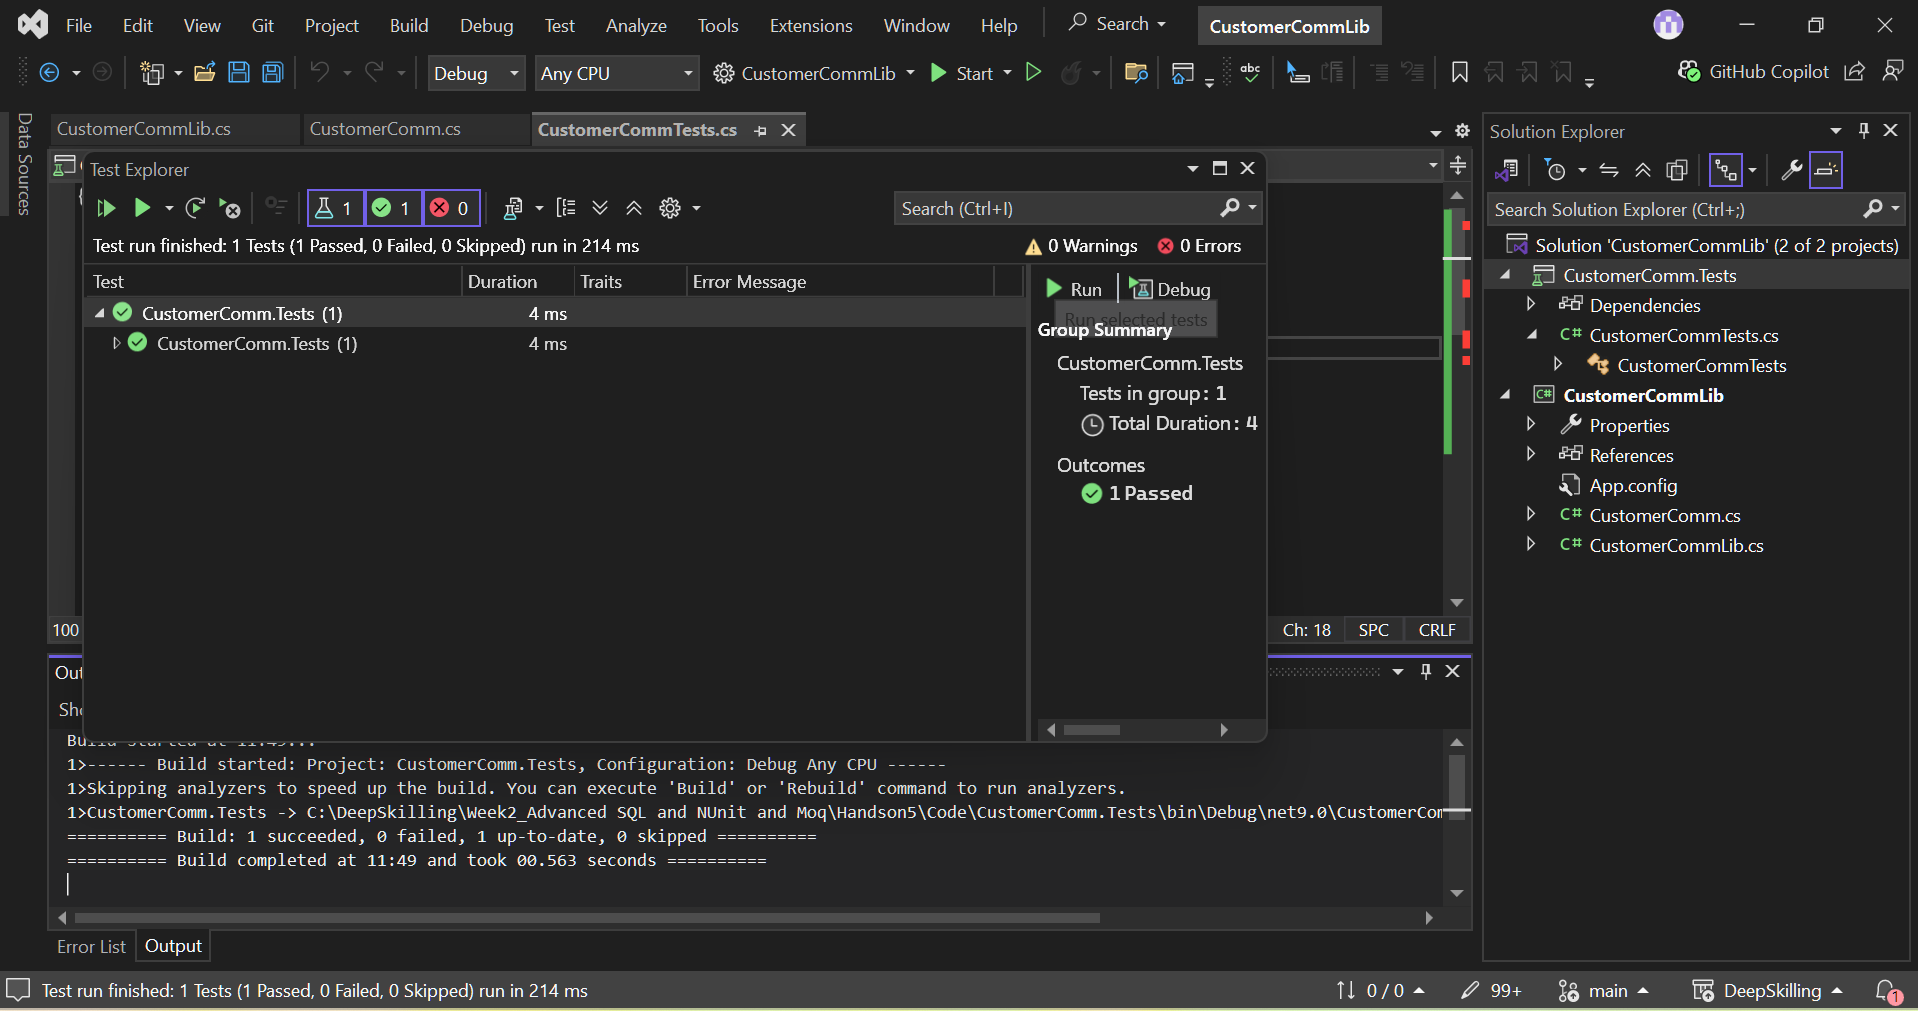 File Edit View Git Project Build Debug Test Analyze Tools Extensions Window Help Search CustomerCommLib
Debug Any CPU CustomerCommLib Start abc GitHub Copilot
Data Sources
CustomerCommLib.cs CustomerComm.cs CustomerCommTests.cs
Test Explorer
1 1 0 Search (Ctrl+I)
Test run finished: 1 Tests (1 Passed, 0 Failed, 0 Skipped) run in 214 ms 0 Warnings 0 Errors
Test Duration Traits Error Message
CustomerComm.Tests (1) 4 ms
CustomerComm.Tests (1) 4 ms
Run Debug
Run selected tests
Group Summary
CustomerComm.Tests
Tests in group: 1
Total Duration: 4
Outcomes
1 Passed
100 Ch: 18 SPC CRLF
Solution Explorer
Search Solution Explorer (Ctrl+;)
Solution 'CustomerCommLib' (2 of 2 projects)
CustomerComm.Tests
Dependencies
C# CustomerCommTests.cs
CustomerCommTests
C# CustomerCommLib
Properties
References
App.config
C# CustomerComm.cs
C# CustomerCommLib.cs
Out
Sho
Build started at 11:49...
1>------ Build started: Project: CustomerComm.Tests, Configuration: Debug Any CPU ------
1>Skipping analyzers to speed up the build. You can execute 'Build' or 'Rebuild' command to run analyzers.
1>CustomerComm.Tests -> C:\DeepSkilling\Week2_Advanced SQL and NUnit and Moq\Handson5\Code\CustomerComm.Tests\bin\Debug\net9.0\CustomerCom
========== Build: 1 succeeded, 0 failed, 1 up-to-date, 0 skipped ==========
========== Build completed at 11:49 and took 00.563 seconds ==========
Error List Output
Test run finished: 1 Tests (1 Passed, 0 Failed, 0 Skipped) run in 214 ms 0 / 0 99+ main DeepSkilling 1